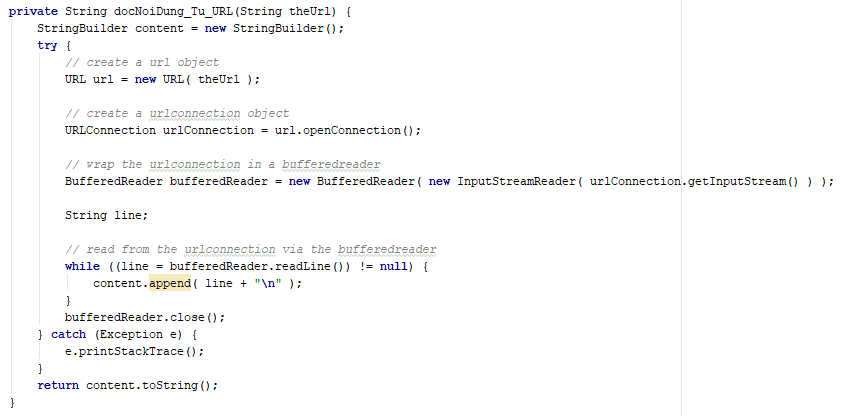 private String docNoiDung_Tu_URL(String theUrl) {
    StringBuilder content = new StringBuilder();
    try {
        // create a url object
        URL url = new URL( theUrl );

        // create a urlconnection object
        URLConnection urlConnection = url.openConnection();

        // wrap the urlconnection in a bufferedreader
        BufferedReader bufferedReader = new BufferedReader( new InputStreamReader( urlConnection.getInputStream() ) );

        String line;

        // read from the urlconnection via the bufferedreader
        while ((line = bufferedReader.readLine()) != null) {
            content.append( line + "\n" );
        }
        bufferedReader.close();
    } catch (Exception e) {
        e.printStackTrace();
    }
    return content.toString();
}